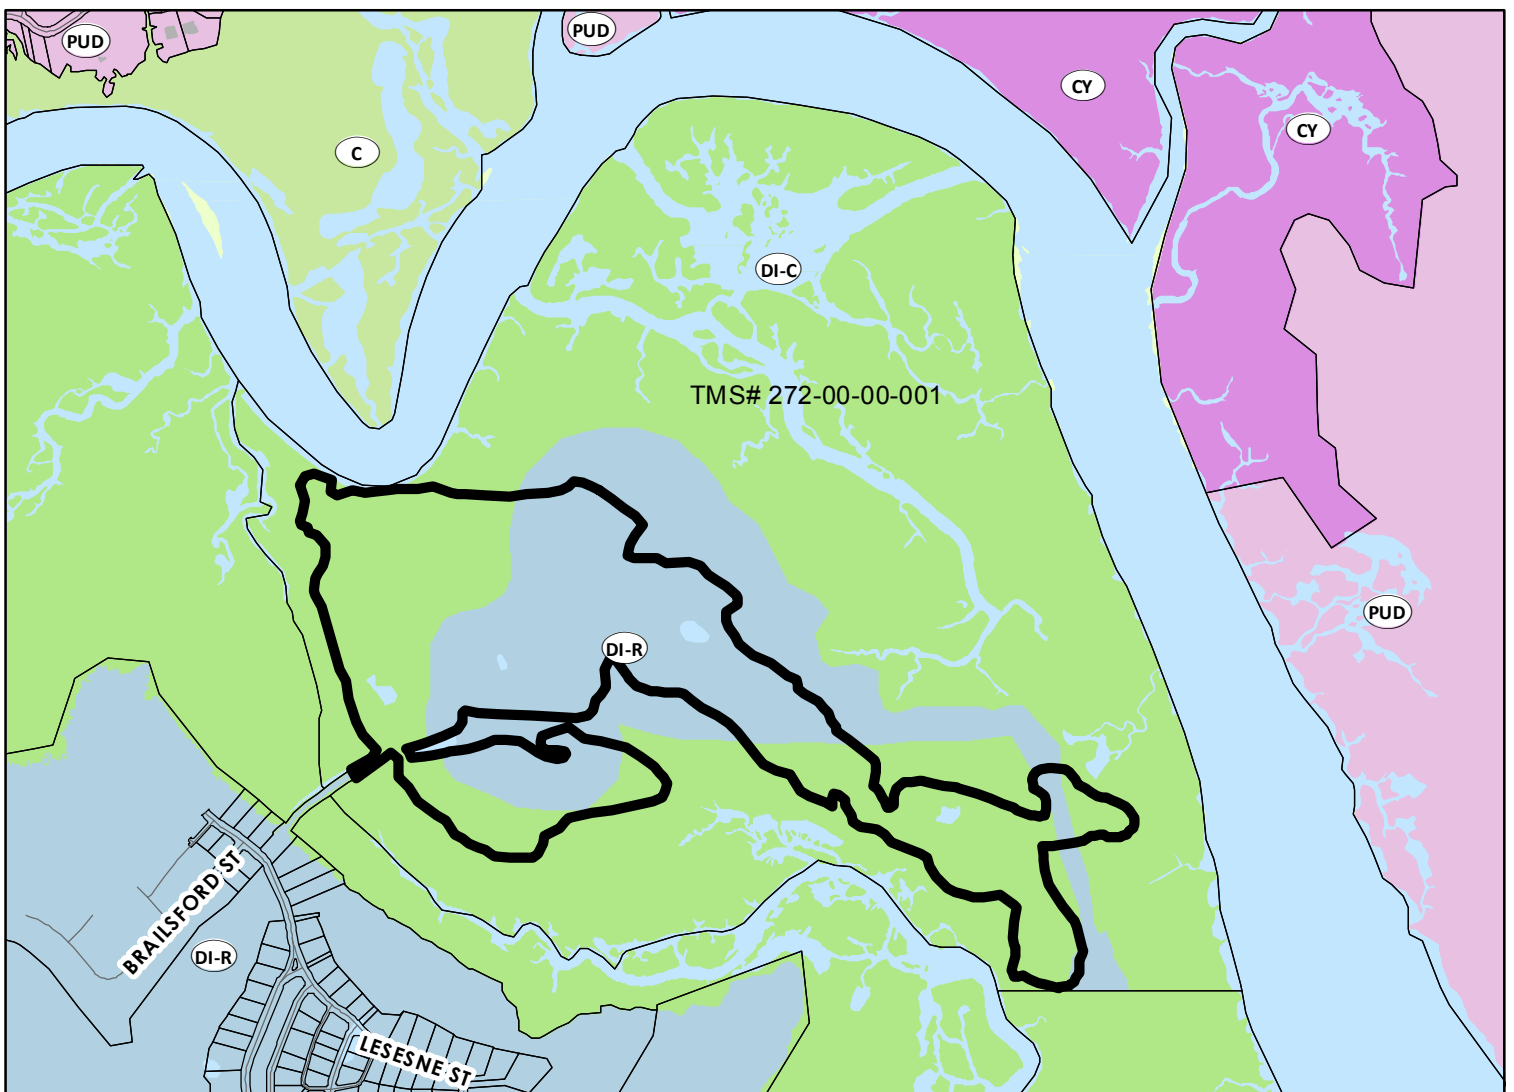 PUD
PUD
CY
CY
C
DI-C
TMS# 272-00-00-001
PUD
DI-R
BRAILSFORD ST
DI-R
LESESNE ST